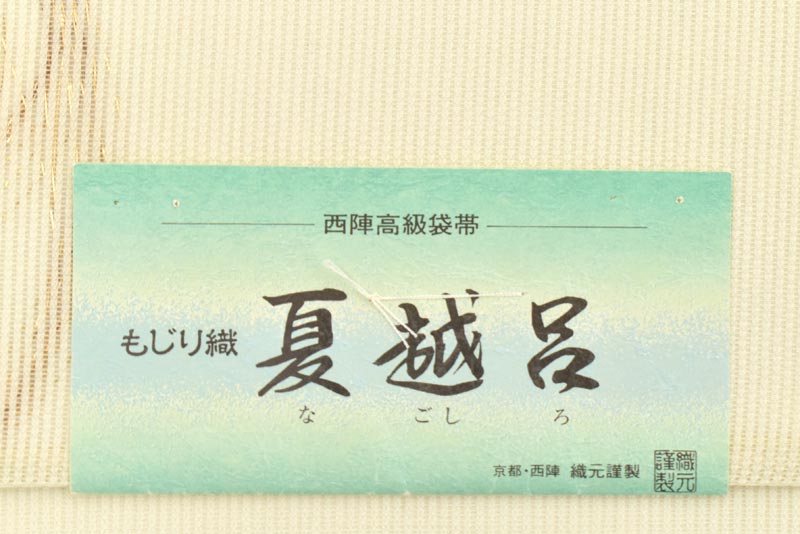 西陣高級袋帯
もじり織 夏越呂
なごしろ
京都・西陣 織元謹製
織元謹製